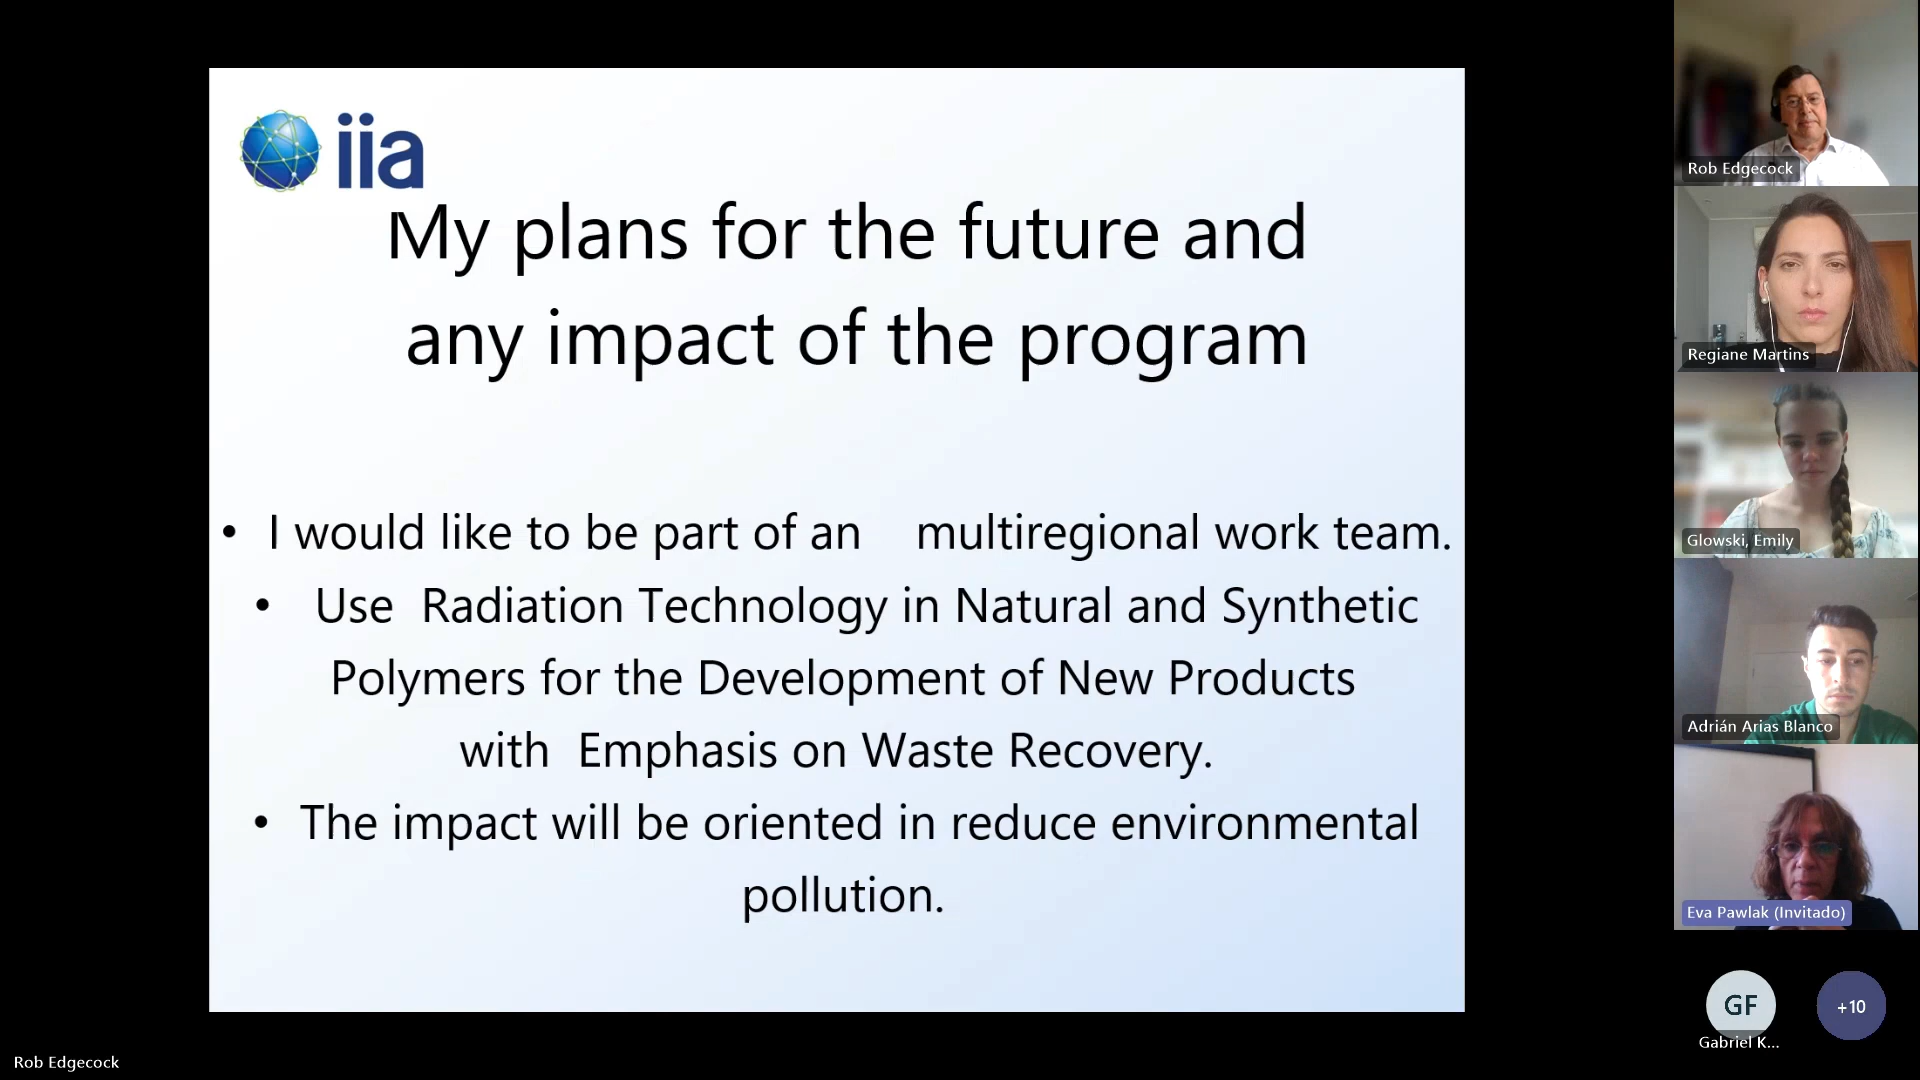 iia
My plans for the future and
any impact of the program
• I would like to be part of an multiregional work team.
• Use Radiation Technology in Natural and Synthetic
Polymers for the Development of New Products
with Emphasis on Waste Recovery.
• The impact will be oriented in reduce environmental
pollution.
Rob Edgecock
Regiane Martins
Glowski, Emily
Adrián Arias Blanco
Eva Pawlak (Invitado)
GF
+10
Gabriel K...
Rob Edgecock